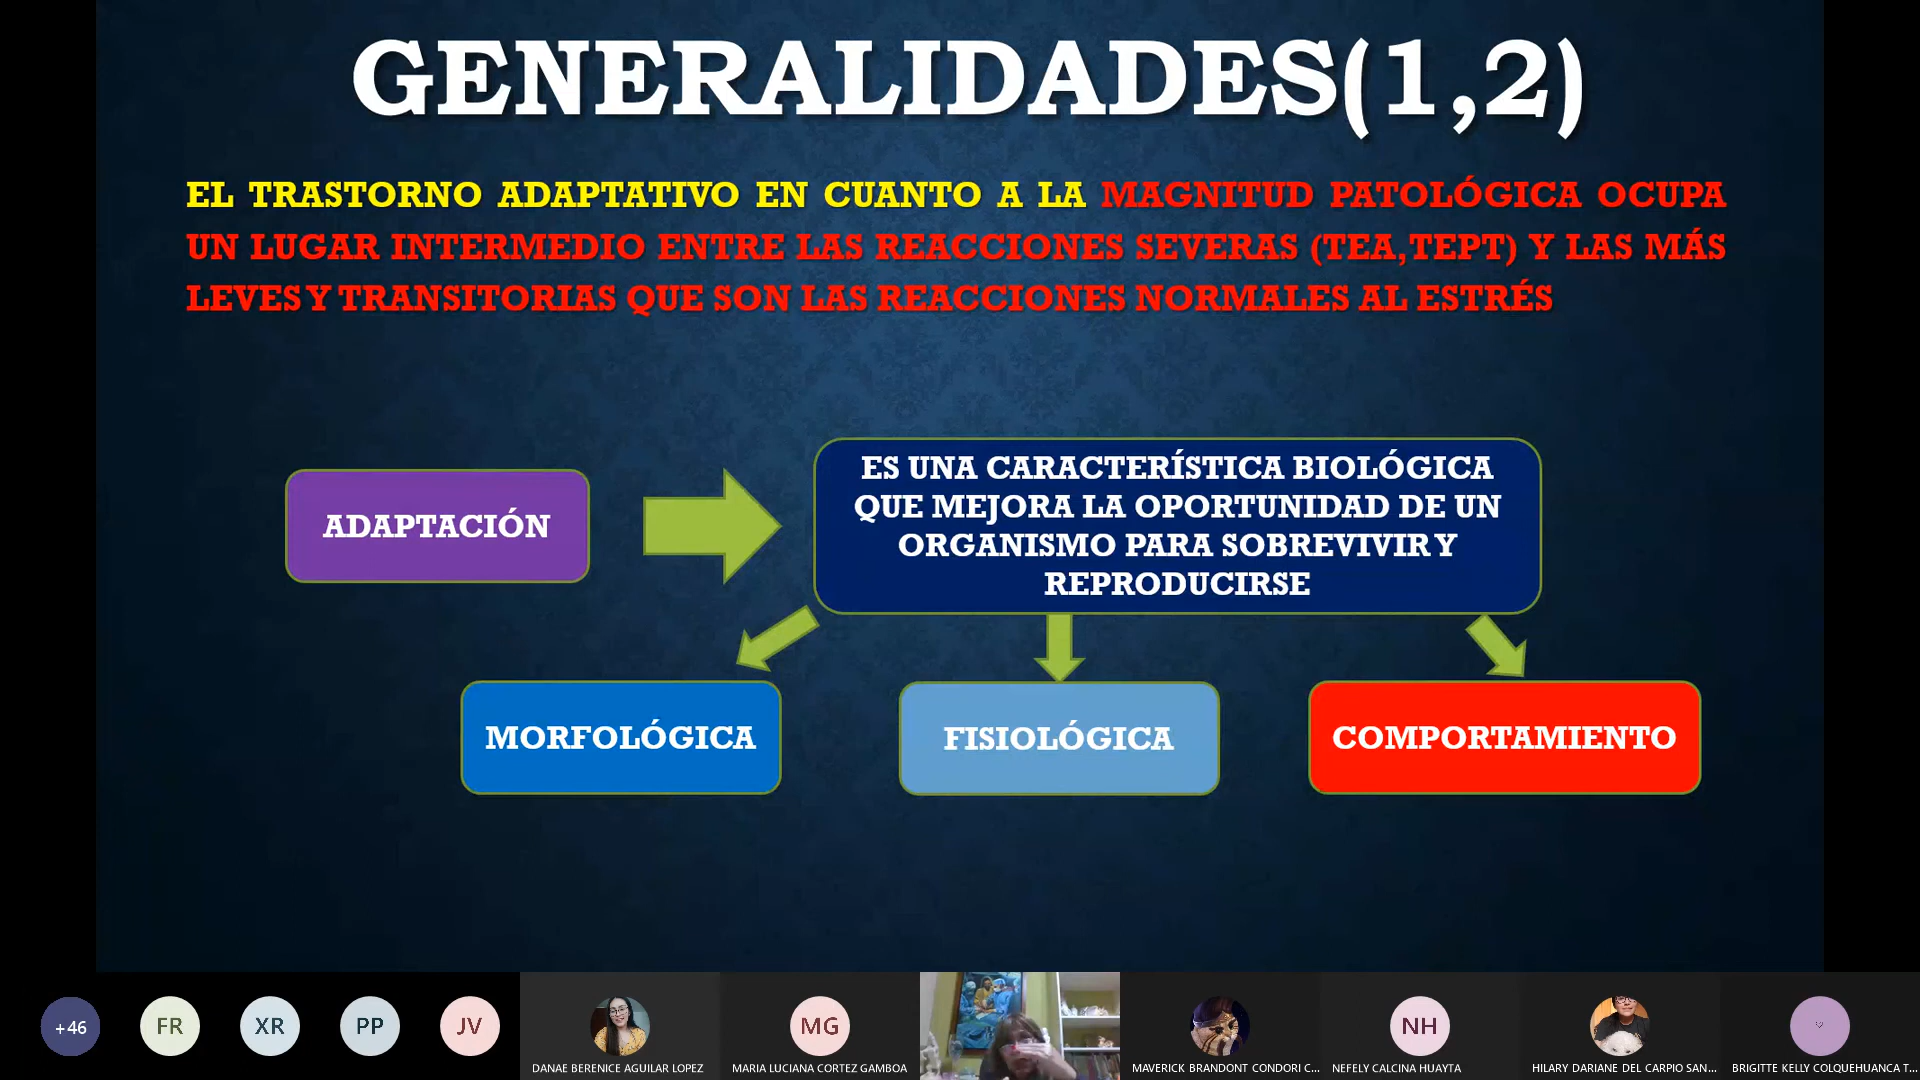 GENERALIDADES(1,2)
EL TRASTORNO ADAPTATIVO EN CUANTO A LA MAGNITUD PATOLÓGICA OCUPA
UN LUGAR INTERMEDIO ENTRE LAS REACCIONES SEVERAS (TEA,TEPT) Y LAS MÁS
LEVES Y TRANSITORIAS QUE SON LAS REACCIONES NORMALES AL ESTRÉS
ADAPTACIÓN
ES UNA CARACTERÍSTICA BIOLÓGICA
QUE MEJORA LA OPORTUNIDAD DE UN
ORGANISMO PARA SOBREVIVIR Y
REPRODUCIRSE
MORFOLÓGICA
FISIOLÓGICA
COMPORTAMIENTO
+46
FR
XR
PP
JV
DANAE BERENICE AGUILAR LOPEZ
MG
MARIA LUCIANA CORTEZ GAMBOA
MAVERICK BRANDONT CONDORI C...
NH
NEFELY CALCINA HUAYTA
HILARY DARIANE DEL CARPIO SAN...
BRIGITTE KELLY COLQUEHUANCA T...